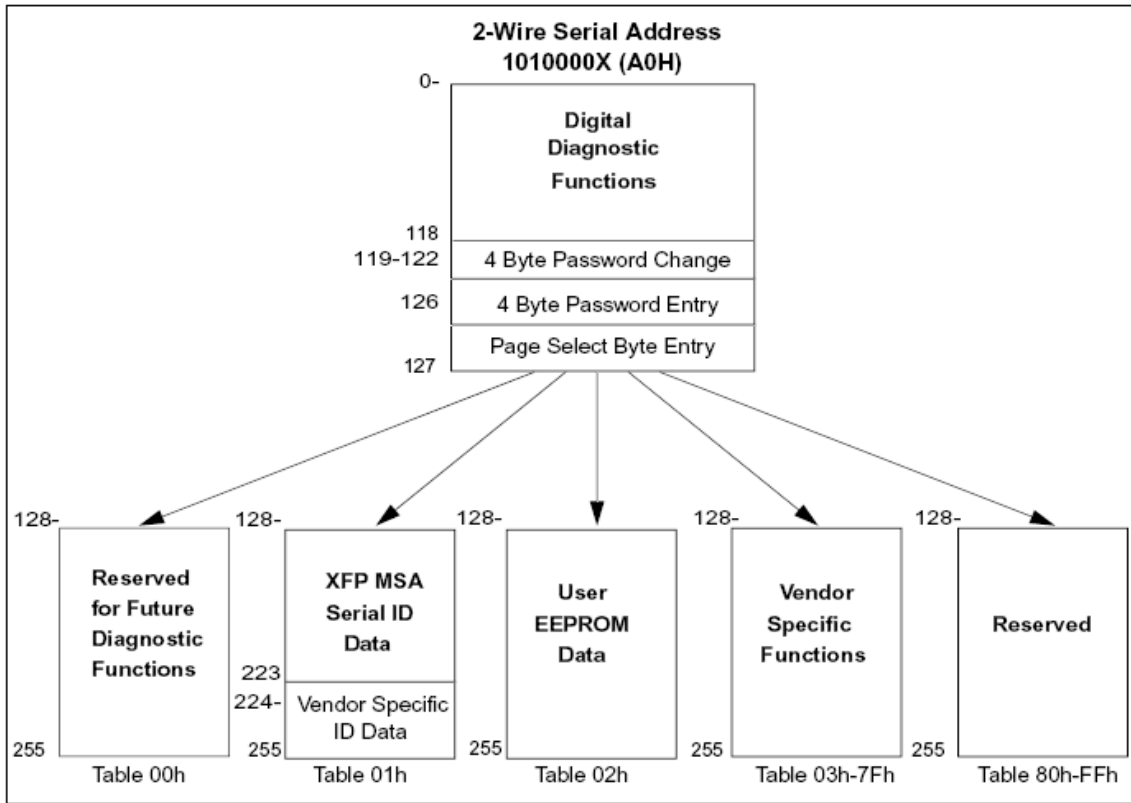 2-Wire Serial Address
1010000X (A0H)
0-
Digital
Diagnostic
Functions
118
119-122
4 Byte Password Change
126
4 Byte Password Entry
Page Select Byte Entry
127
128-
Reserved
for Future
Diagnostic
Functions
255
Table 00h
128-
XFP MSA
Serial ID
Data
223
224-
Vendor Specific
ID Data
255
Table 01h
128-
User
EEPROM
Data
255
Table 02h
128-
Vendor
Specific
Functions
255
Table 03h-7Fh
128-
Reserved
255
Table 80h-FFh